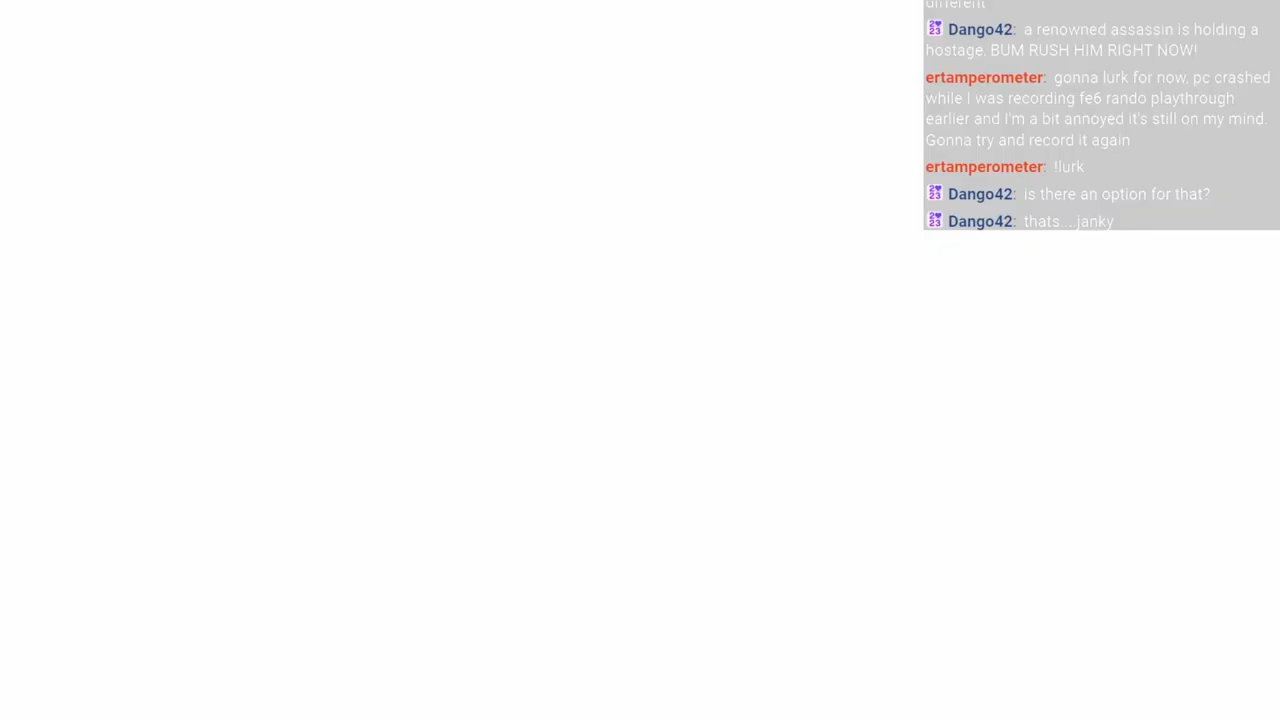 different
Dango42: a renowned assassin is holding a
hostage. BUM RUSH HIM RIGHT NOW!
ertamperometer: gonna lurk for now, pc crashed
while I was recording fe6 rando playthrough
earlier and I'm a bit annoyed it's still on my mind.
Gonna try and record it again
ertamperometer: !lurk
Dango42: is there an option for that?
Dango42: thats....janky